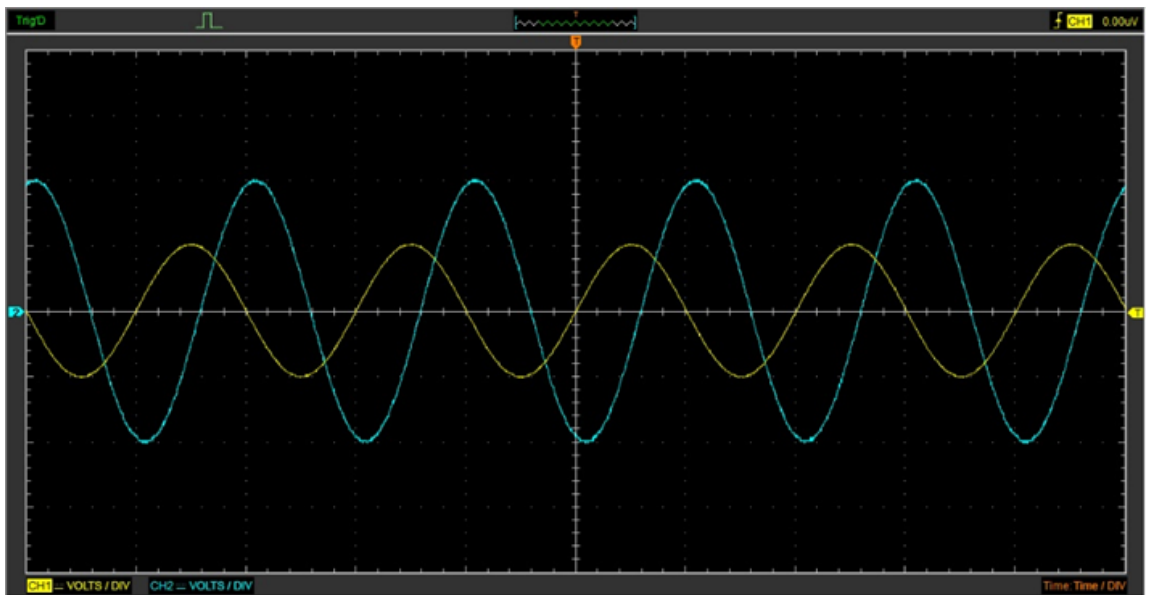 Trig'D T CH1 0.00uV
T
2 T
CH1 VOLTS / DIV CH2 VOLTS / DIV Time: Time / DIV